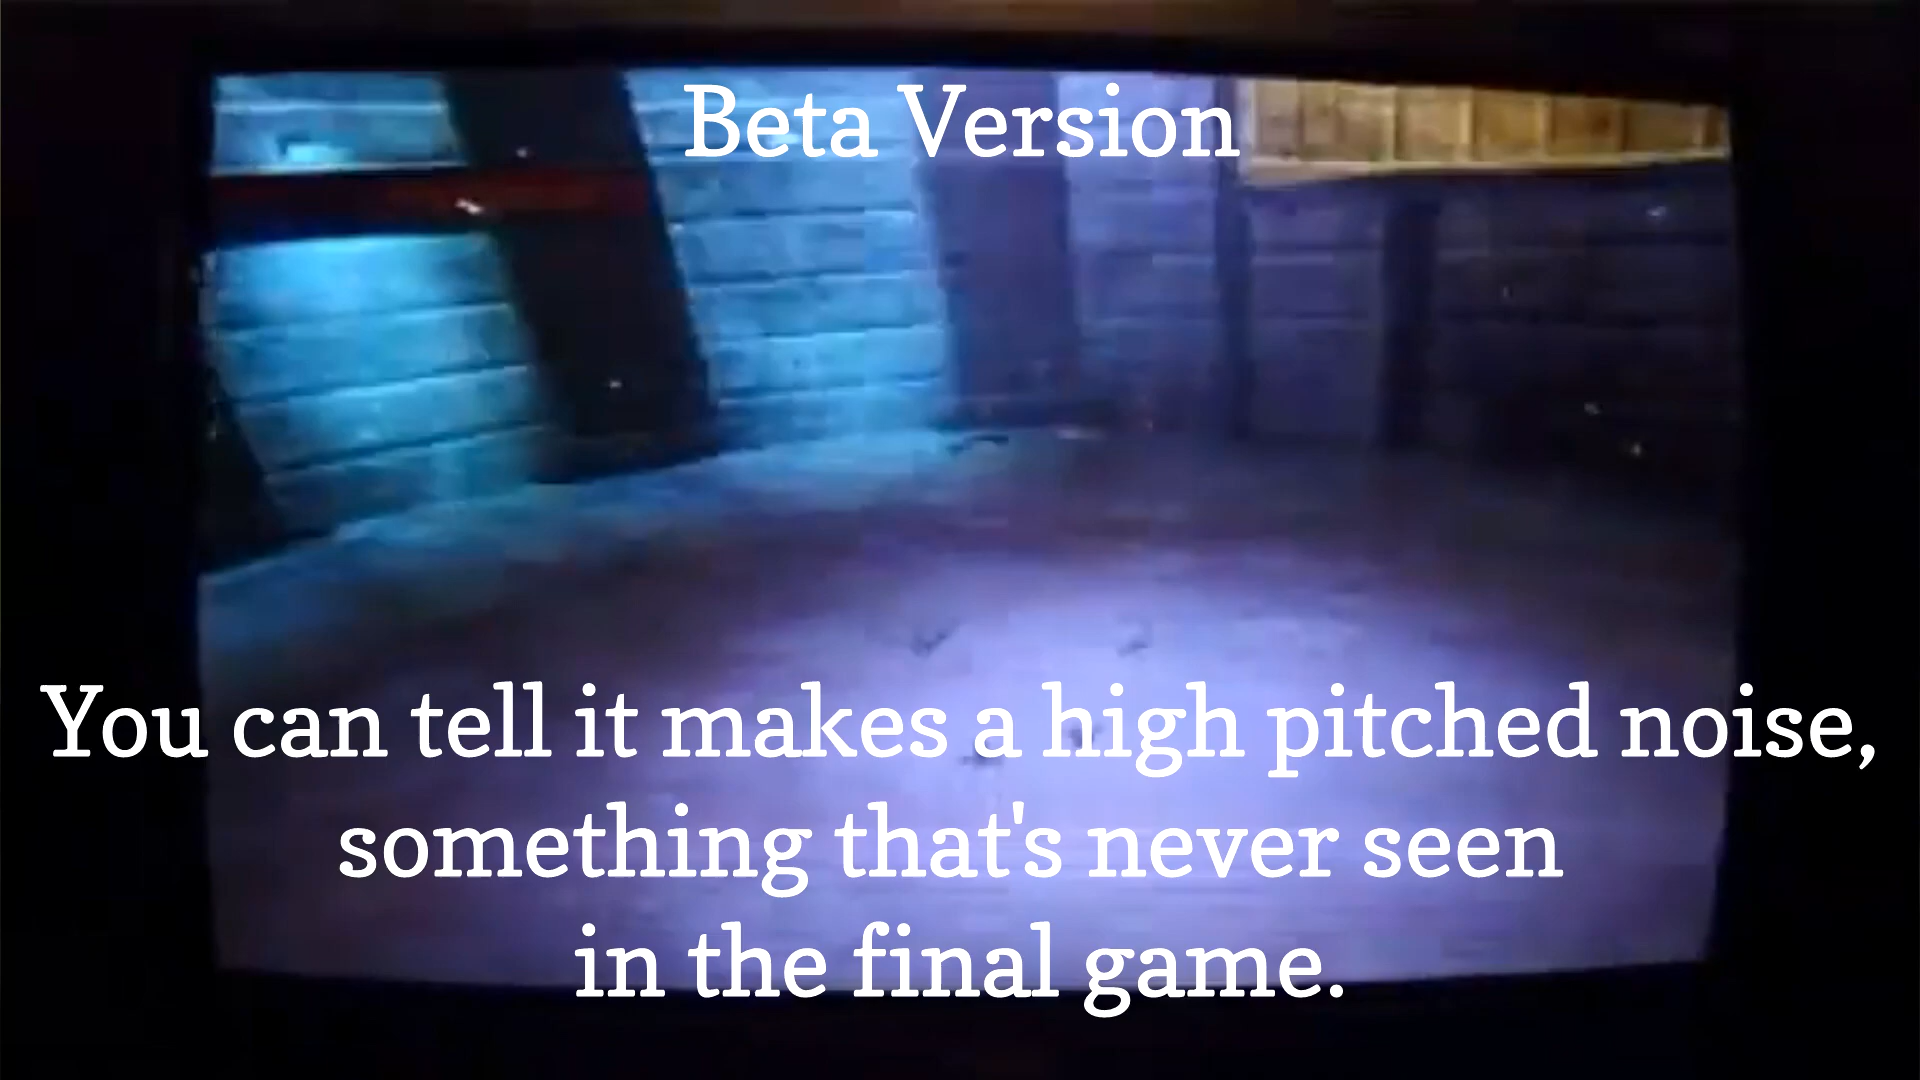 Beta Version
You can tell it makes a high pitched noise,
something that's never seen
in the final game.